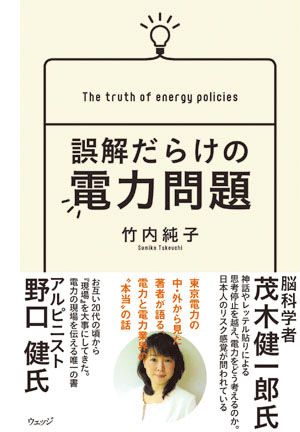 The truth of energy policies
誤解だらけの
電力問題
竹内純子
Sumiko Takeuchi
脳科学者
茂木健一郎氏
神話やレッテル貼りによる
思考停止を越え、電力をどう考えるのか。
日本人のリスク感覚が問われている
東京電力の
中・外から見た
著者が語る
電力と電力業界
“本当”の話
お互い20代の頃から
『現場』を大事にしてきた。
電力の現場を伝える唯一の書
アルピニスト
野口 健氏
ウェッジ